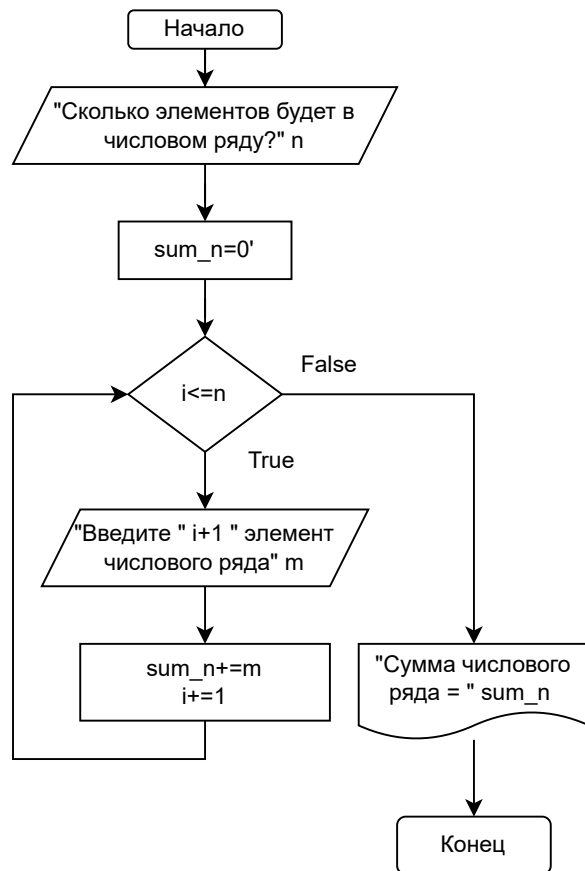 Начало
"Сколько элементов будет в
числовом ряду?" n
sum_n=0'
i<=n
False
True
"Введите " i+1 " элемент
числового ряда" m
sum_n+=m
i+=1
"Сумма числового
ряда = " sum_n
Конец